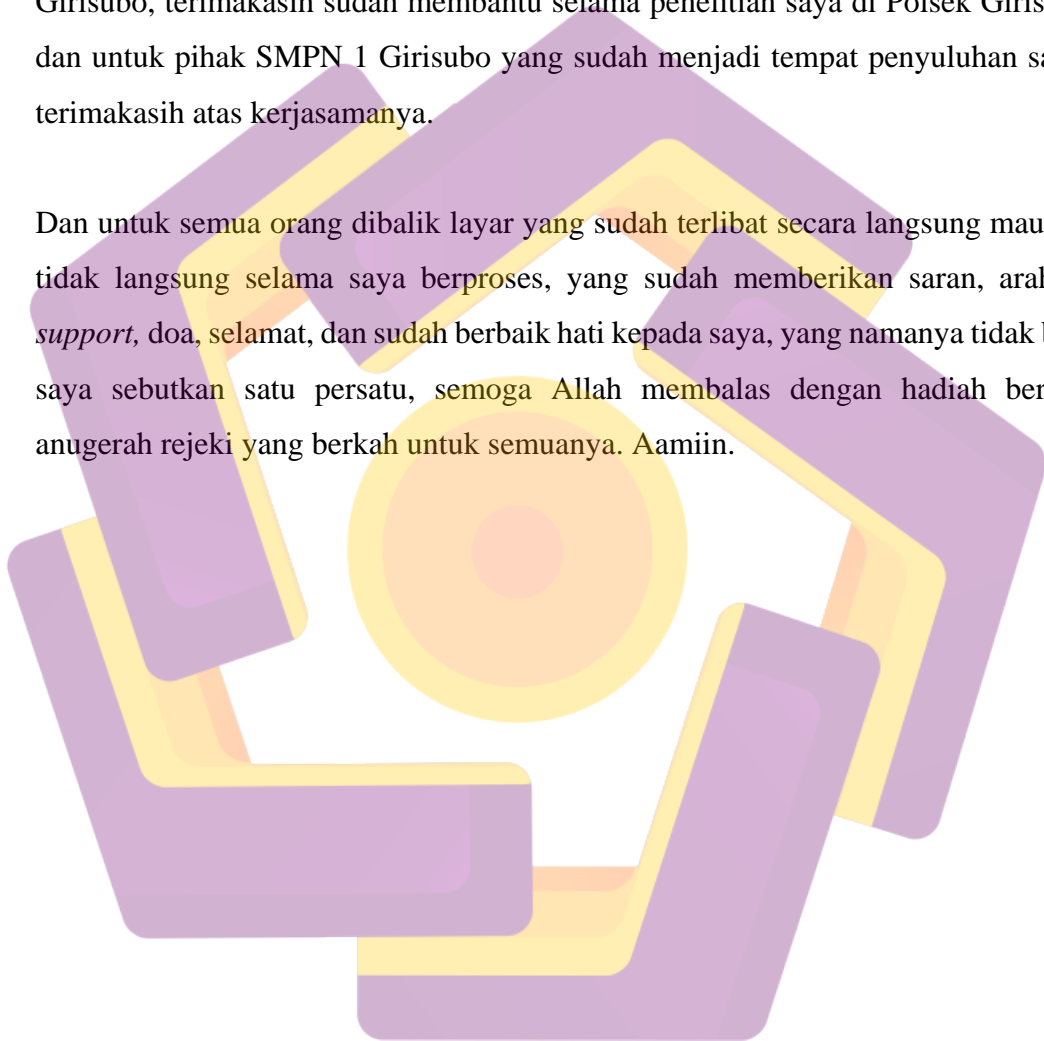 Girisubo, terimakasih sudah membantu selama penelitian saya di Polsek Giris
dan untuk pihak SMPN 1 Girisubo yang sudah menjadi tempat penyuluhan sa
terimakasih atas kerjasamanya.
Dan untuk semua orang dibalik layar yang sudah terlibat secara langsung mau
tidak langsung selama saya berproses, yang sudah memberikan saran, arah
support, doa, selamat, dan sudah berbaik hati kepada saya, yang namanya tidak b
saya sebutkan satu persatu, semoga Allah membalas dengan hadiah ber
anugerah rejeki yang berkah untuk semuanya. Aamiin.